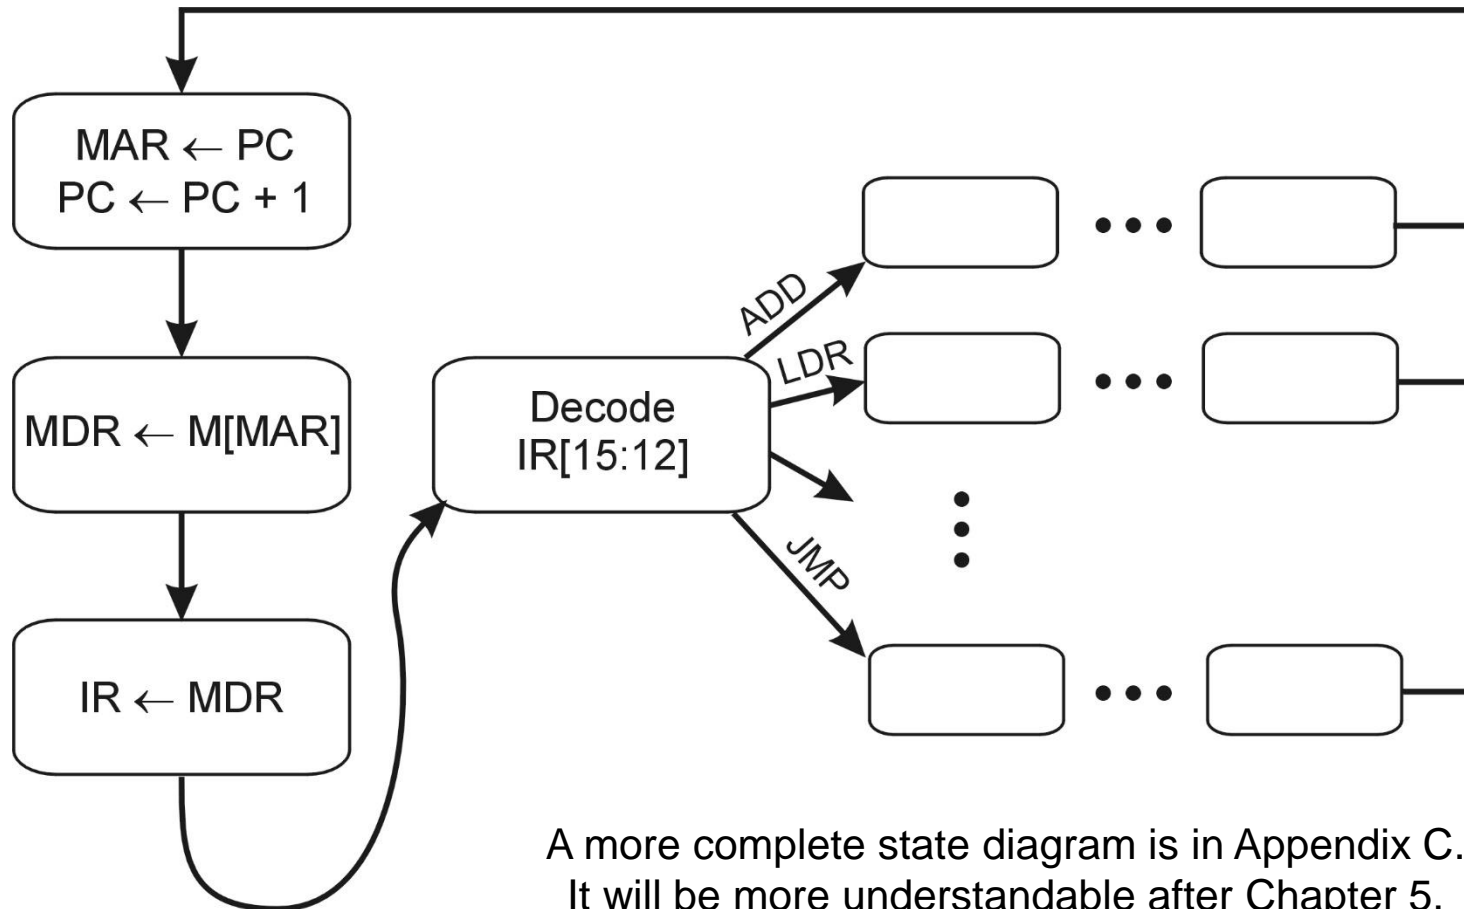 MAR ← PC
PC ← PC + 1
MDR ← M[MAR]
IR ← MDR
Decode
IR[15:12]
ADD
LDR
JMP
A more complete state diagram is in Appendix C.
It will be more understandable after Chapter 5.